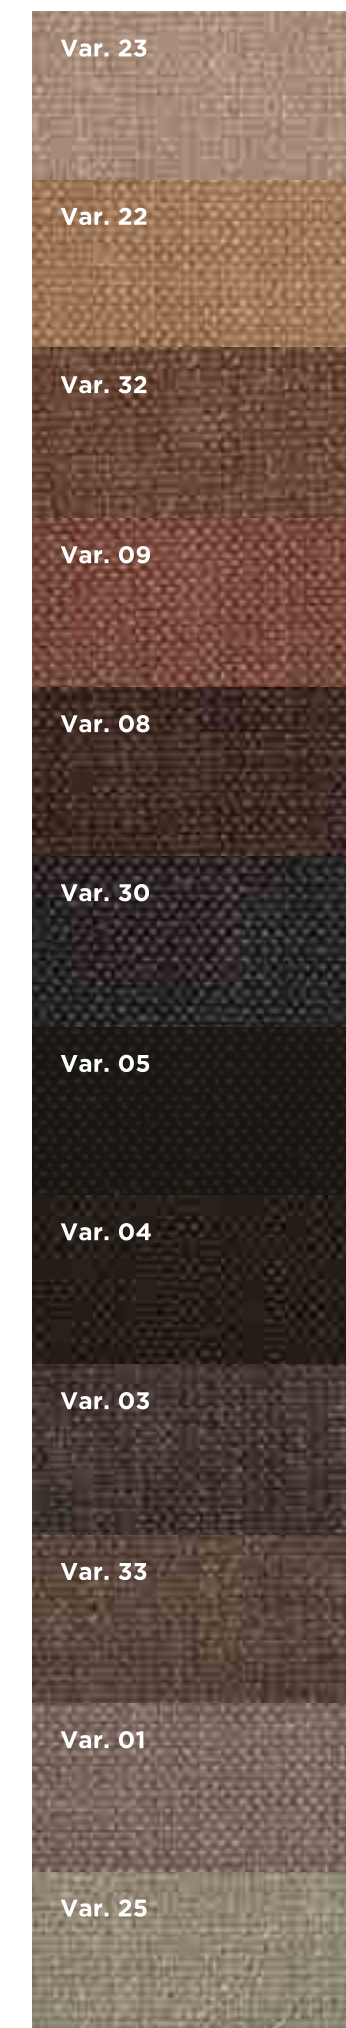 Var. 23
Var. 22
Var. 32
Var. 09
Var. 08
Var. 30
Var. 05
Var. 04
Var. 03
Var. 33
Var. 01
Var. 25